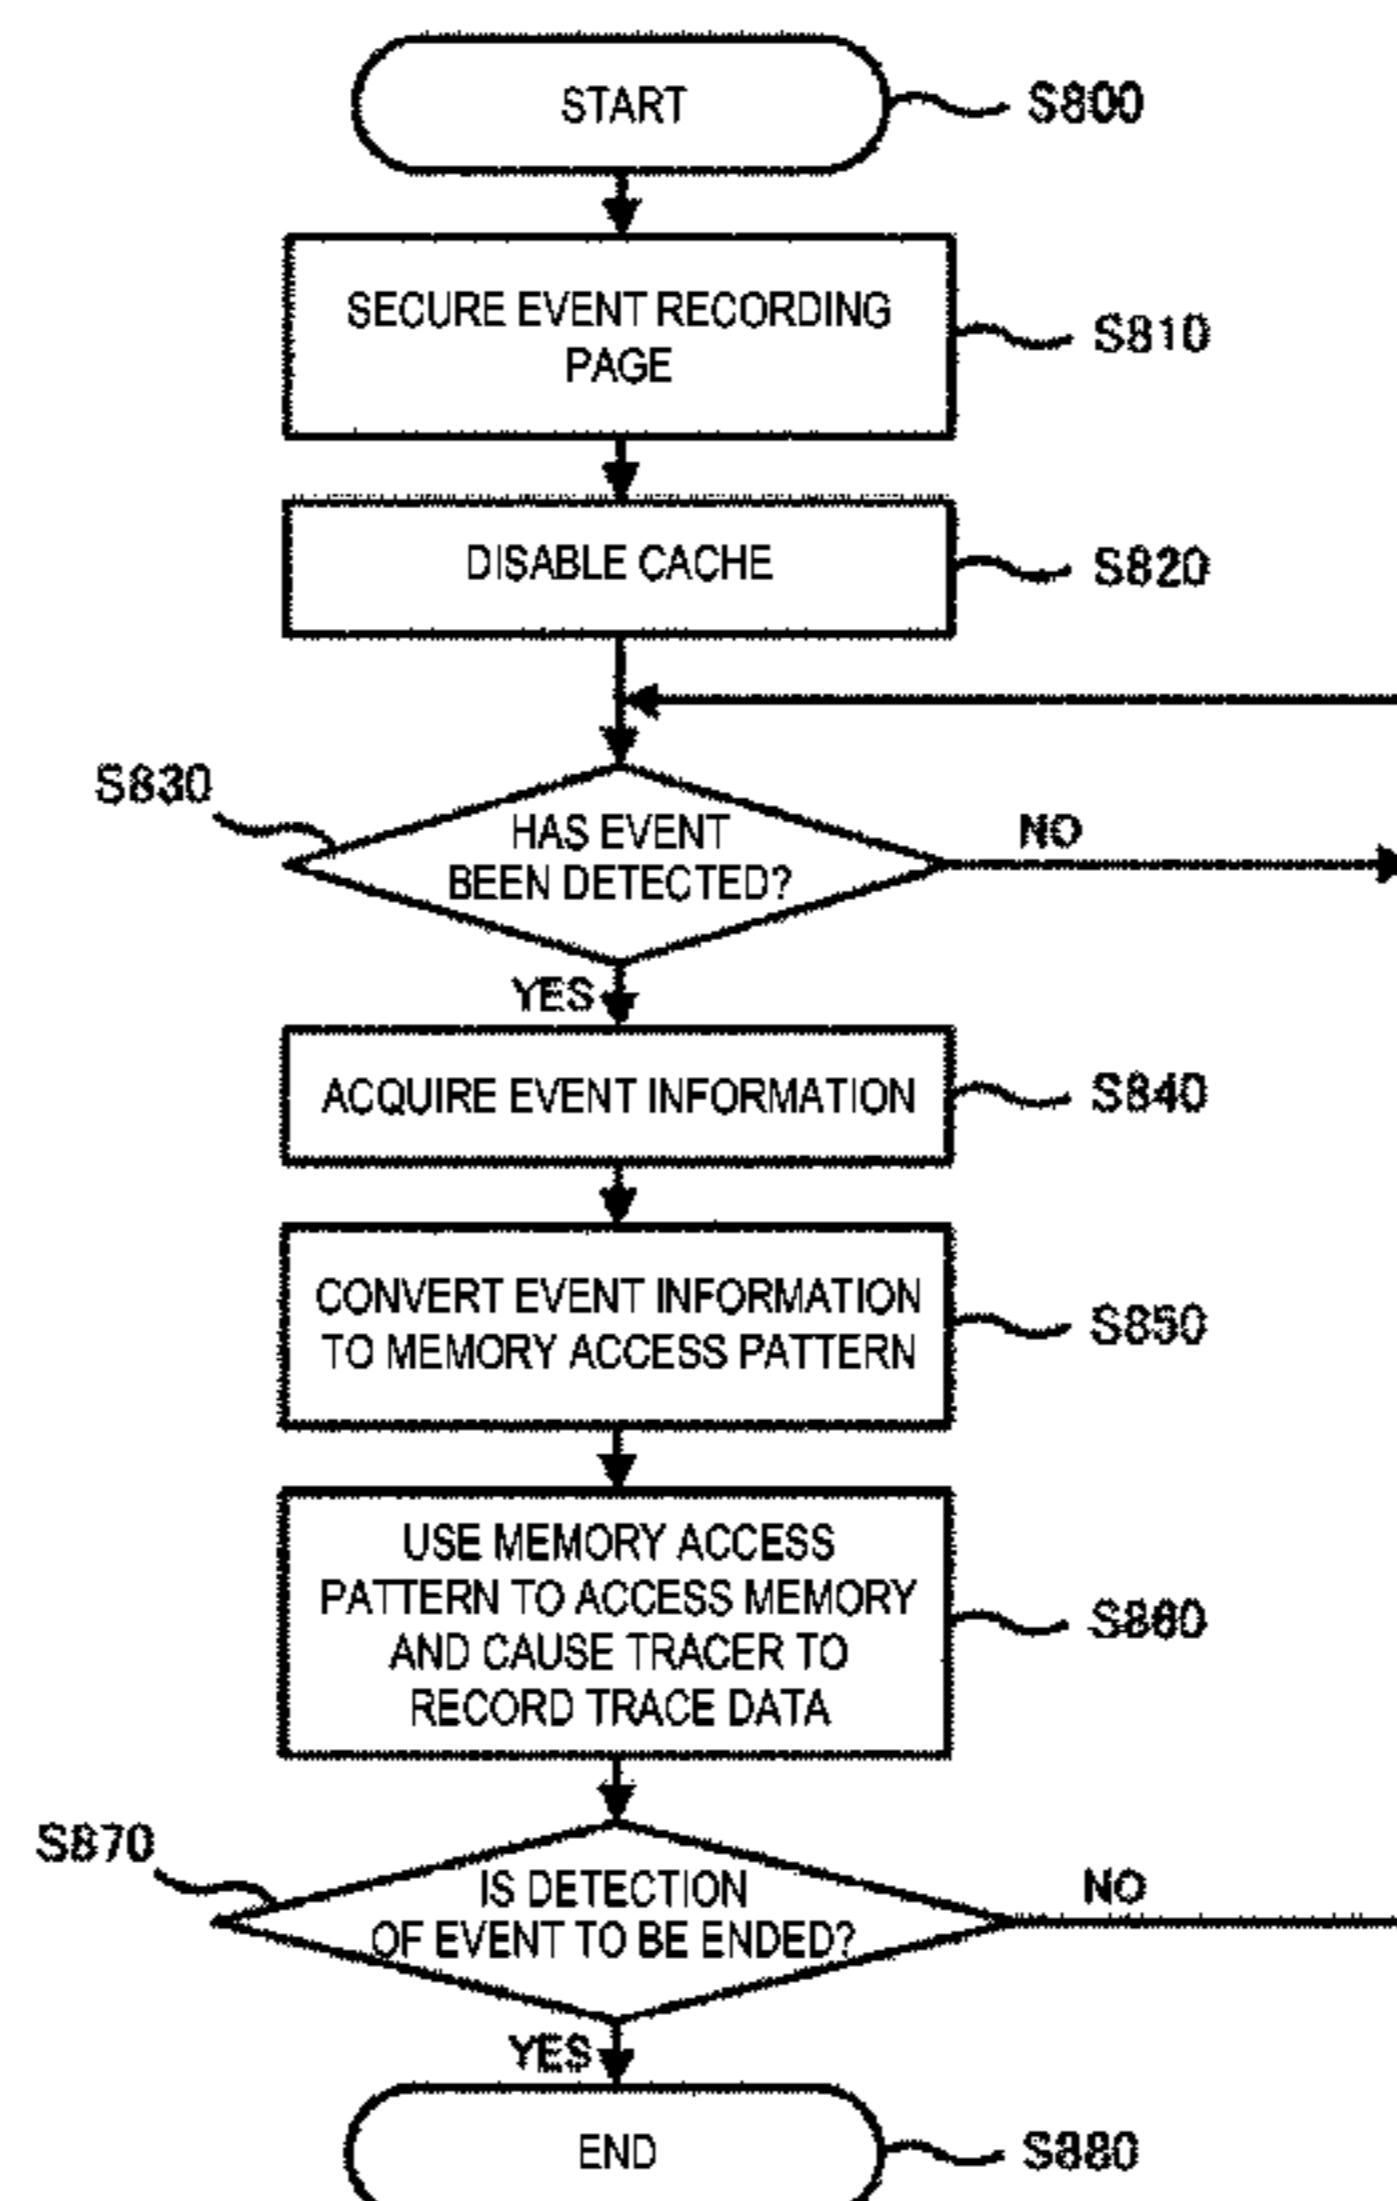 START
S800
SECURE EVENT RECORDING
PAGE
S810
DISABLE CACHE
S820
S830
HAS EVENT
BEEN DETECTED?
NO
YES
ACQUIRE EVENT INFORMATION
S840
CONVERT EVENT INFORMATION
TO MEMORY ACCESS PATTERN
S850
USE MEMORY ACCESS
PATTERN TO ACCESS MEMORY
AND CAUSE TRACER TO
RECORD TRACE DATA
S860
S870
IS DETECTION
OF EVENT TO BE ENDED?
NO
YES
END
S880